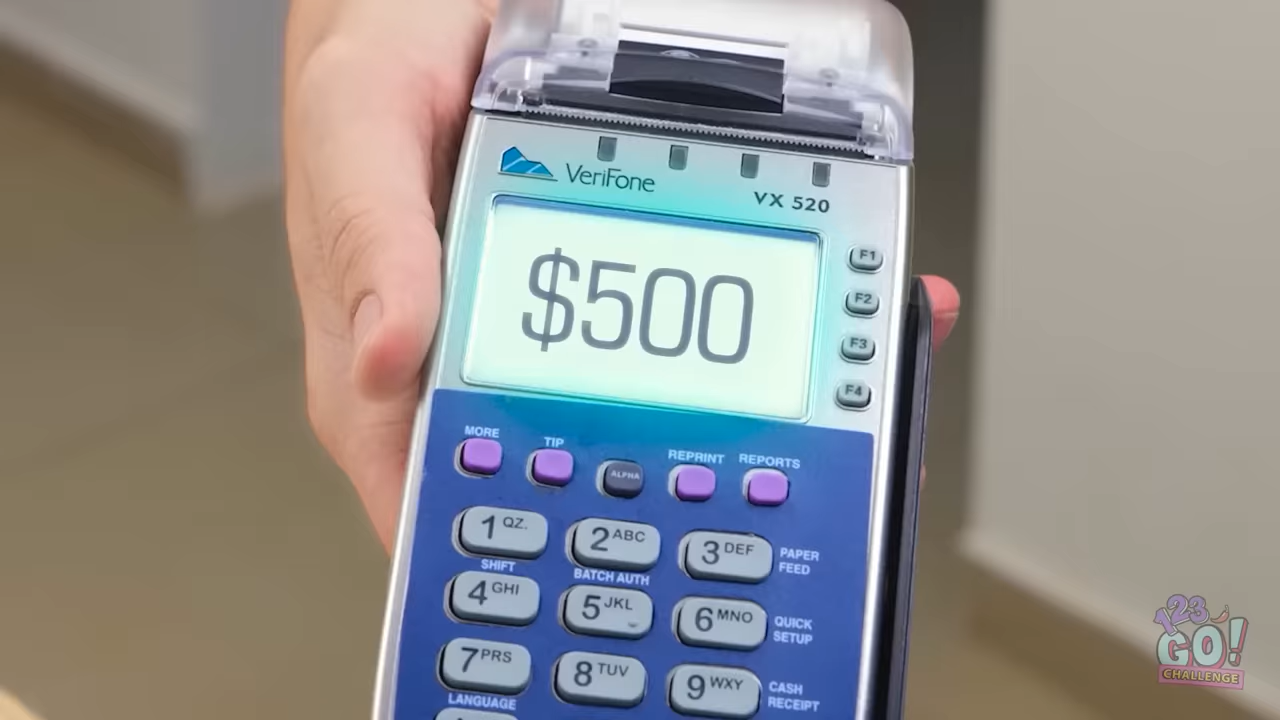 VeriFone
VX 520
$500
F1
F2
F3
F4
MORE
TIP
ALPHA
REPRINT
REPORTS
1 QZ.
2 ABC
3 DEF
PAPER
FEED
SHIFT
BATCH AUTH
4 GHI
5 JKL
6 MNO
QUICK
SETUP
7 PRS
8 TUV
9 WXY
CASH
RECEIPT
LANGUAGE
123
GO!
CHALLENGE